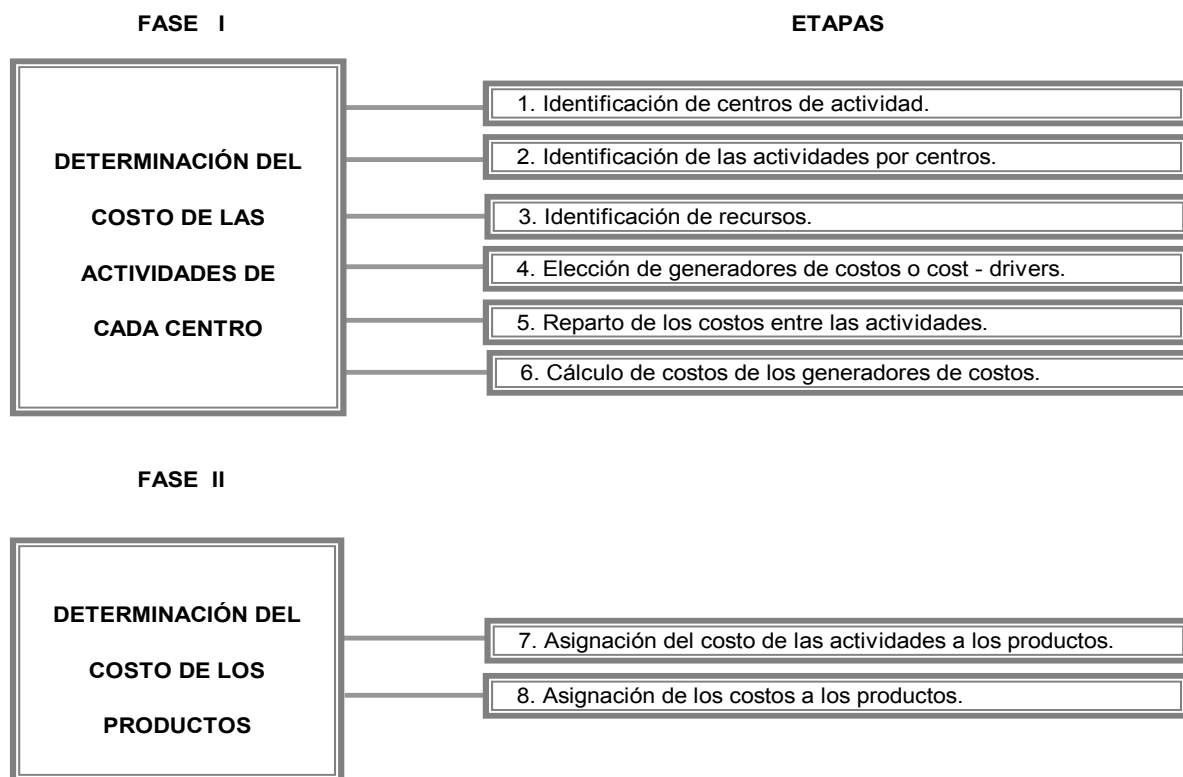 FASE I
ETAPAS
DETERMINACIÓN DEL
COSTO DE LAS
ACTIVIDADES DE
CADA CENTRO
1. Identificación de centros de actividad.
2. Identificación de las actividades por centros.
3. Identificación de recursos.
4. Elección de generadores de costos o cost - drivers.
5. Reparto de los costos entre las actividades.
6. Cálculo de costos de los generadores de costos.
FASE II
DETERMINACIÓN DEL
COSTO DE LOS
PRODUCTOS
7. Asignación del costo de las actividades a los productos.
8. Asignación de los costos a los productos.